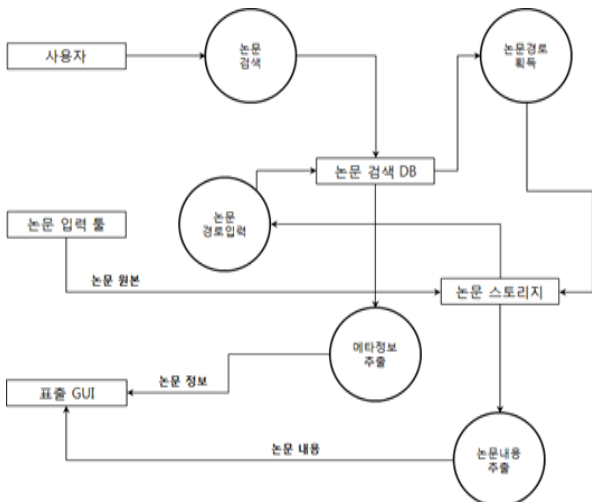 사용자
논문
검색
논문경로
획득
논문 검색 DB
논문 입력 툴
논문
경로입력
논문 원본
논문 스토리지
메타정보
추출
논문 정보
표출 GUI
논문 내용
논문내용
추출